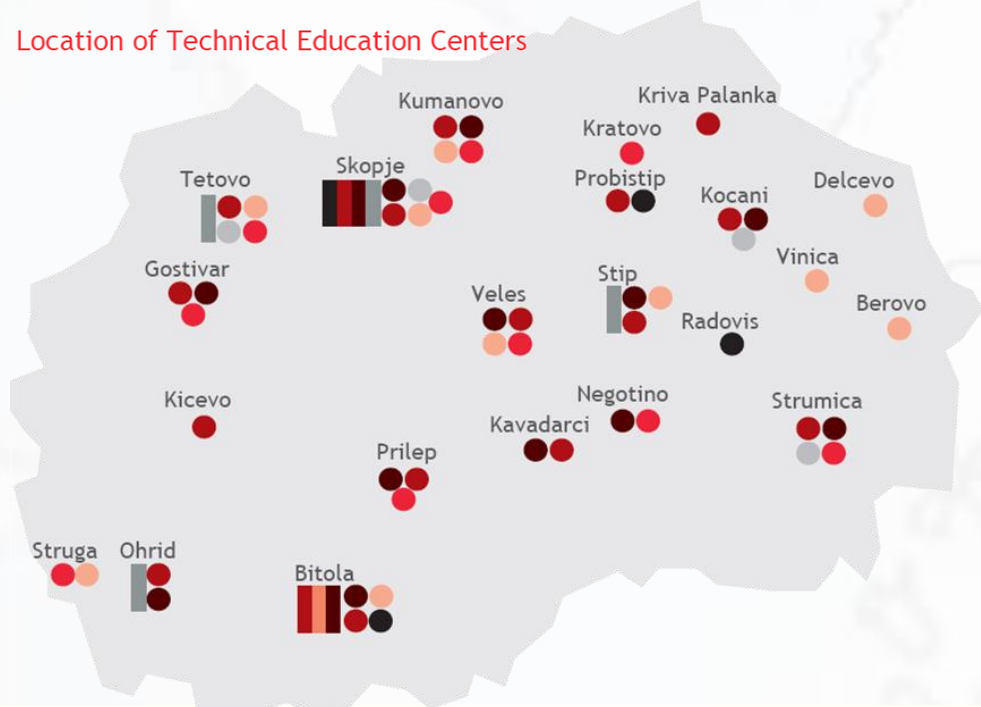 Location of Technical Education Centers
Kriva Palanka
Kumanovo
Kratovo
Skopje
Probistip
Tetovo
Kocani
Delcevo
Vinica
Gostivar
Stip
Veles
Berovo
Radovis
Negotino
Kicevo
Strumica
Kavadarci
Prilep
Struga
Ohrid
Bitola